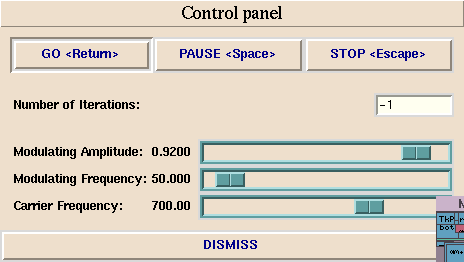 Control panel
GO <Return> PAUSE <Space> STOP <Escape>
Number of Iterations: -1
Modulating Amplitude: 0.9200
Modulating Frequency: 50.000
Carrier Frequency: 700.00
DISMISS